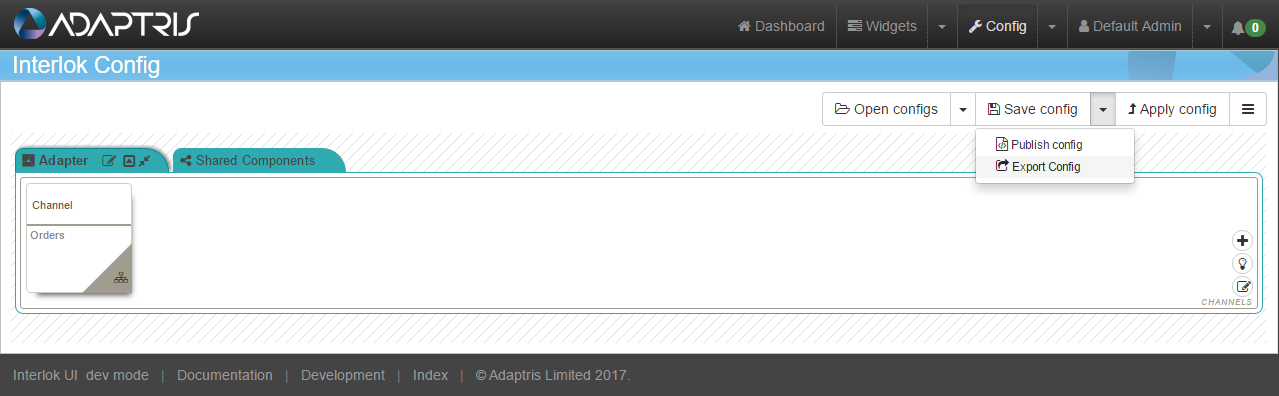 ADAPTRIS Dashboard Widgets Config Default Admin 0
Interlok Config
Open configs Save config Apply config
Publish config
Export Config
Adapter Shared Components
Channel
Orders
CHANNELS
Interlok UI dev mode | Documentation | Development | Index | © Adaptris Limited 2017.